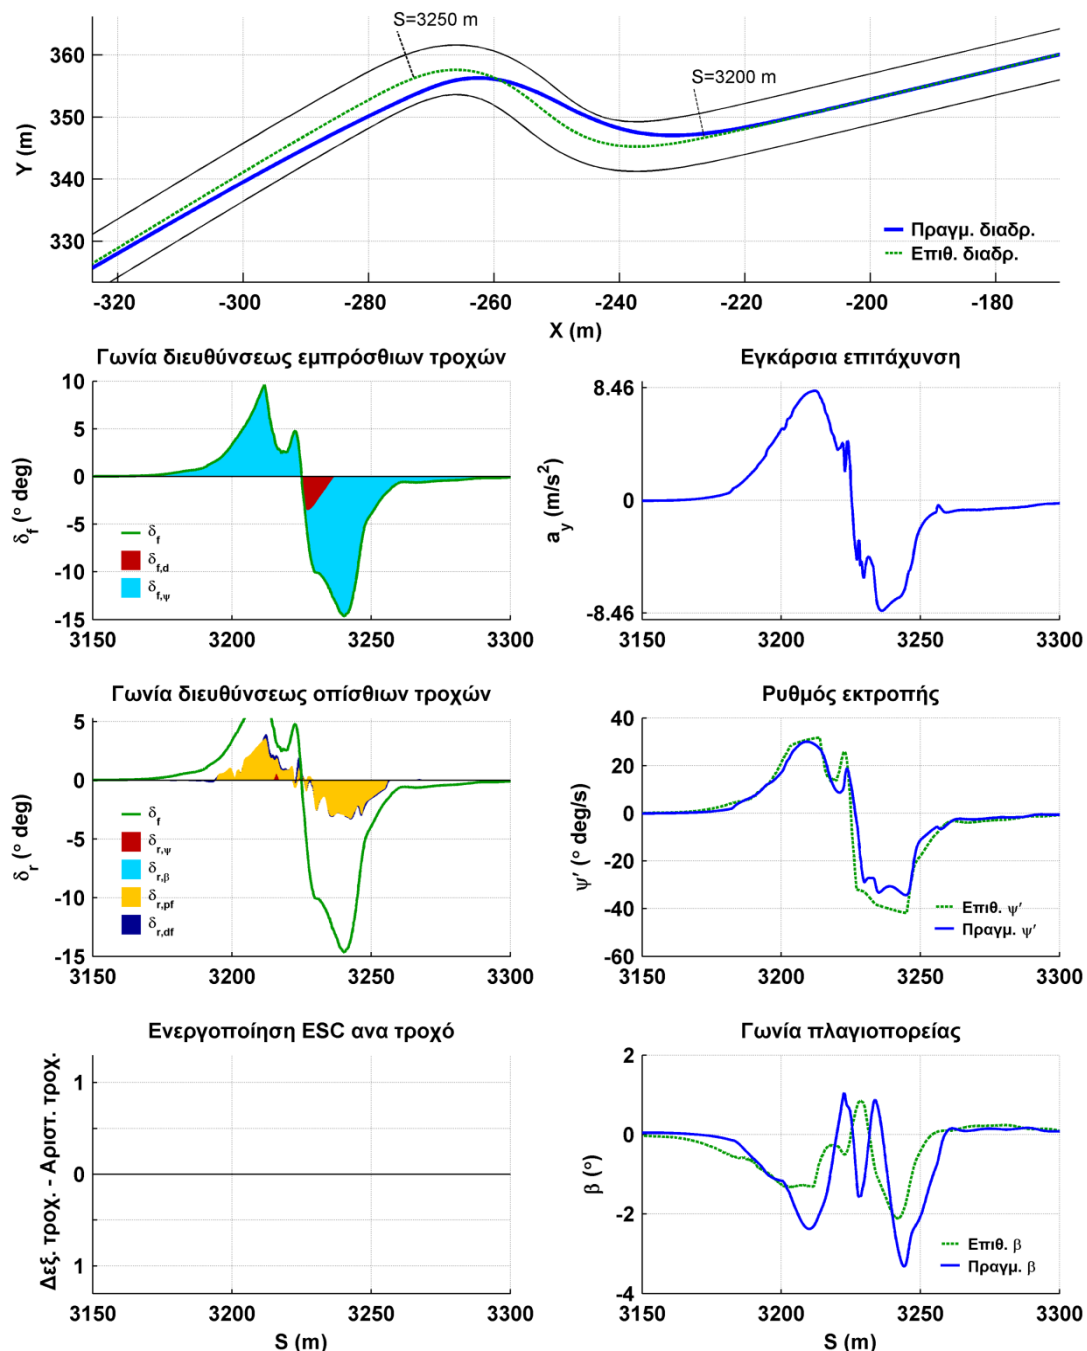 S=3250 m
S=3200 m
360
350
340
330
Y (m)
Πραγμ. διαδρ.
Επιθ. διαδρ.
-320 -300 -280 -260 -240 -220 -200 -180
X (m)
Γωνία διευθύνσεως εμπρόσθιων τροχών
10
5
0
-5
-10
-15
δf (° deg)
δf
δf,d
δf,ψ
3150 3200 3250 3300
Εγκάρσια επιτάχυνση
8.46
0
-8.46
ay (m/s2)
3150 3200 3250 3300
Γωνία διευθύνσεως οπίσθιων τροχών
5
0
-5
-10
-15
δr (° deg)
δf
δr,ψ
δr,β
δr,pf
δr,df
3150 3200 3250 3300
Ρυθμός εκτροπής
40
20
0
-20
-40
-60
ψ′ (° deg/s)
Επιθ. ψ′
Πραγμ. ψ′
3150 3200 3250 3300
Ενεργοποίηση ESC ανα τροχό
1
0
1
Δεξ. τροχ. - Αριστ. τροχ.
3150 3200 3250 3300
S (m)
Γωνία πλαγιοπορείας
2
0
-2
-4
β (°)
Επιθ. β
Πραγμ. β
3150 3200 3250 3300
S (m)